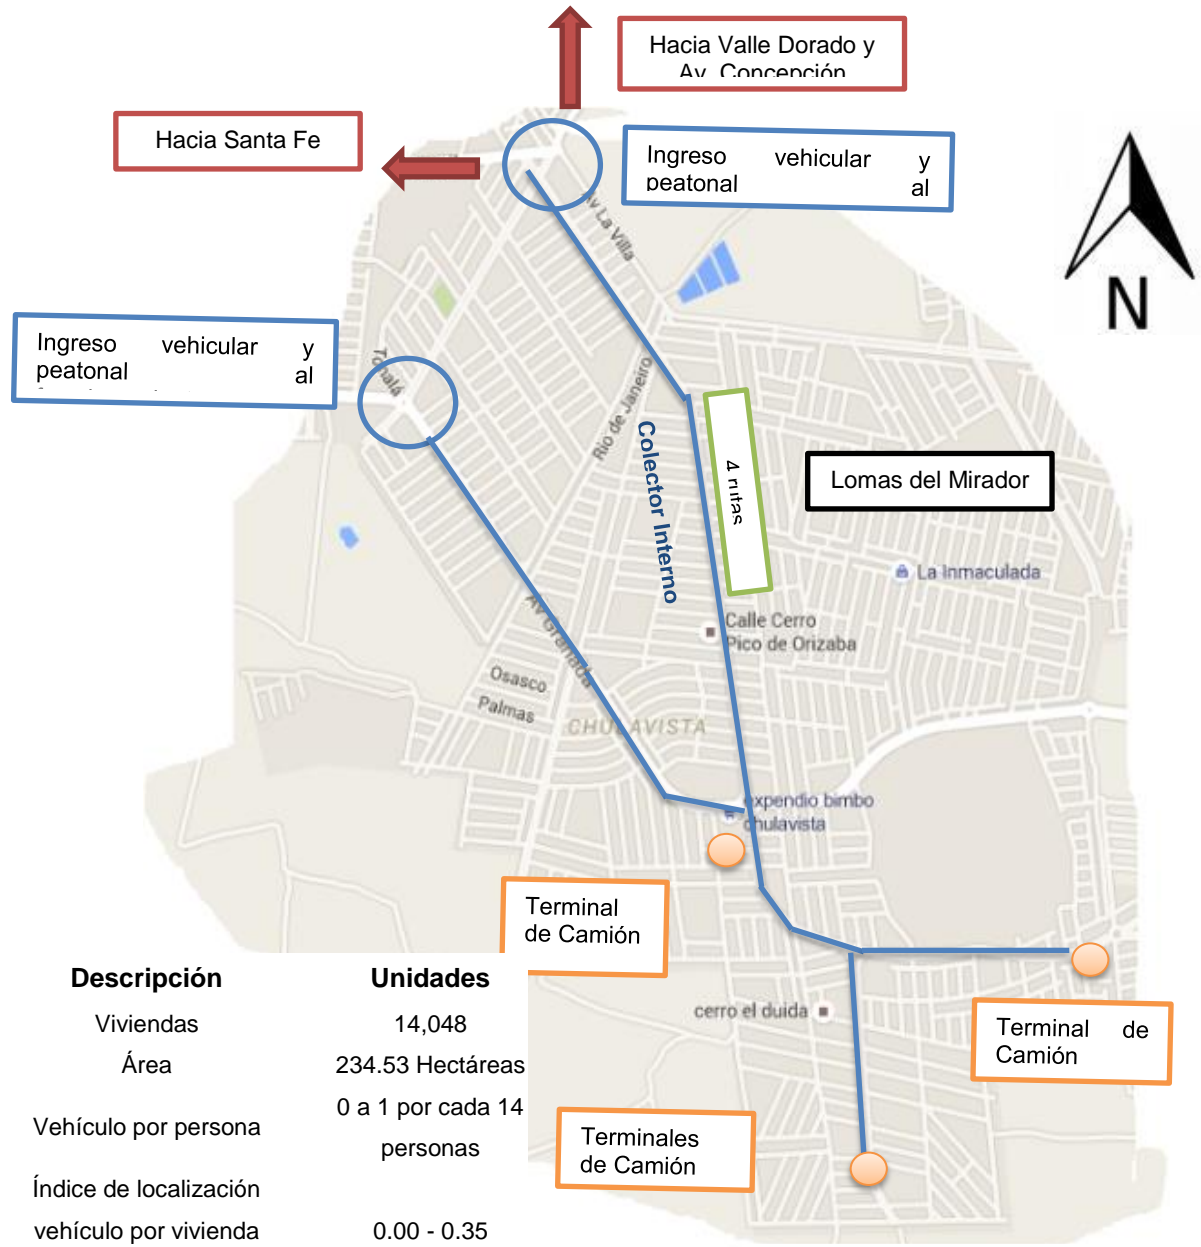 Hacia Valle Dorado y
Av. Concepción
Hacia Santa Fe
Ingreso vehicular y
peatonal al
N
Av La Villa
Ingreso vehicular y
peatonal al
Tonalá
Rio de Janeiro
Colector Interno
4 rutas
Lomas del Mirador
La Inmaculada
Av Granada
Calle Cerro
Pico de Orizaba
Osasco
Palmas
CHULAVISTA
expendio bimbo
chulavista
Terminal
de Camión
cerro el duida
Terminal de
Camión
Terminales
de Camión
Descripción Unidades
Viviendas 14,048
Área 234.53 Hectáreas
Vehículo por persona 0 a 1 por cada 14
personas
Índice de localización
vehículo por vivienda 0.00 - 0.35